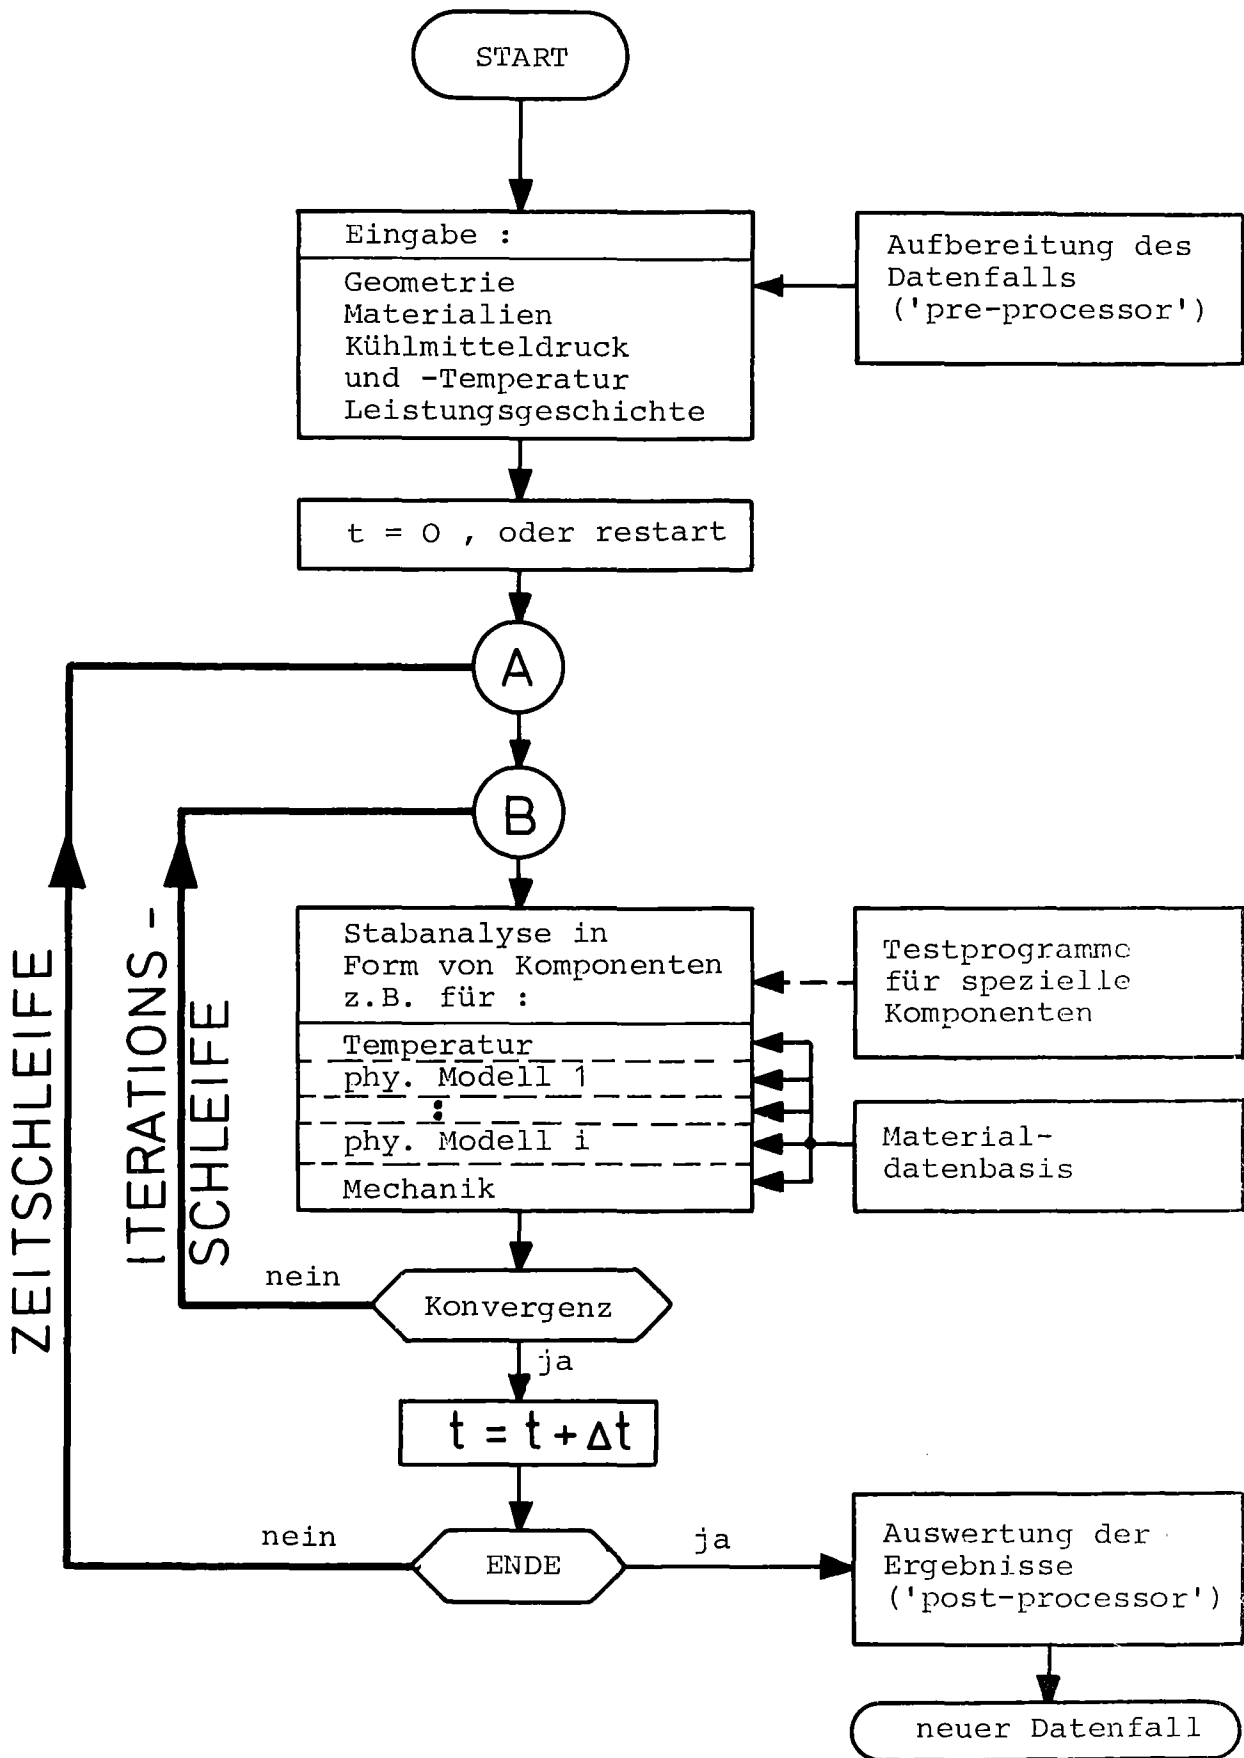 START
Eingabe :
Geometrie
Materialien
Kühlmitteldruck
und -Temperatur
Leistungsgeschichte
Aufbereitung des
Datenfalls
('pre-processor')
t = 0 , oder restart
A
B
ZEITSCHLEIFE
ITERATIONS-
SCHLEIFE
Stabanalyse in
Form von Komponenten
z.B. für :
Temperatur
phy. Modell 1
:
phy. Modell i
Mechanik
Testprogramme
für spezielle
Komponenten
Material-
datenbasis
nein
Konvergenz
ja
t = t + Δt
nein
ENDE
ja
Auswertung der
Ergebnisse
('post-processor')
neuer Datenfall